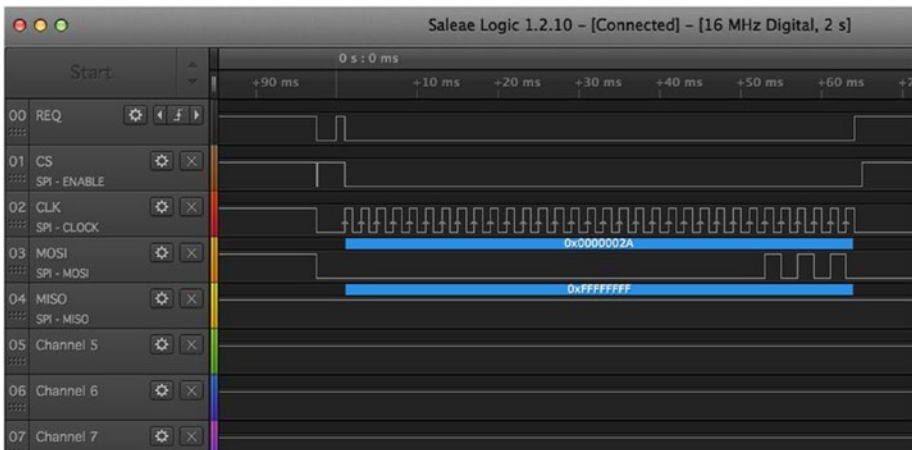 Saleae Logic 1.2.10 – [Connected] – [16 MHz Digital, 2 s]
Start
0 s : 0 ms
+90 ms +10 ms +20 ms +30 ms +40 ms +50 ms +60 ms
00 REQ
01 CS
SPI - ENABLE
02 CLK
SPI - CLOCK
0x0000002A
03 MOSI
SPI - MOSI
0xFFFFFFFF
04 MISO
SPI - MISO
05 Channel 5
06 Channel 6
07 Channel 7